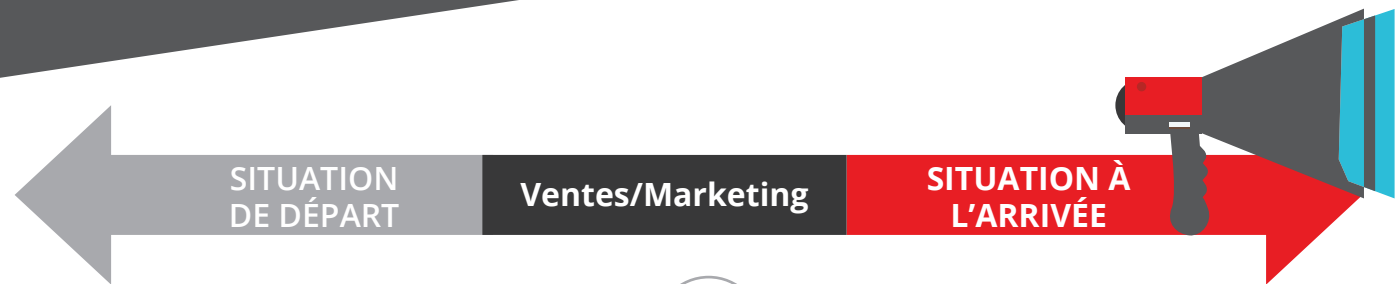 SITUATION
DE DÉPART
Ventes/Marketing
SITUATION À
L’ARRIVÉE